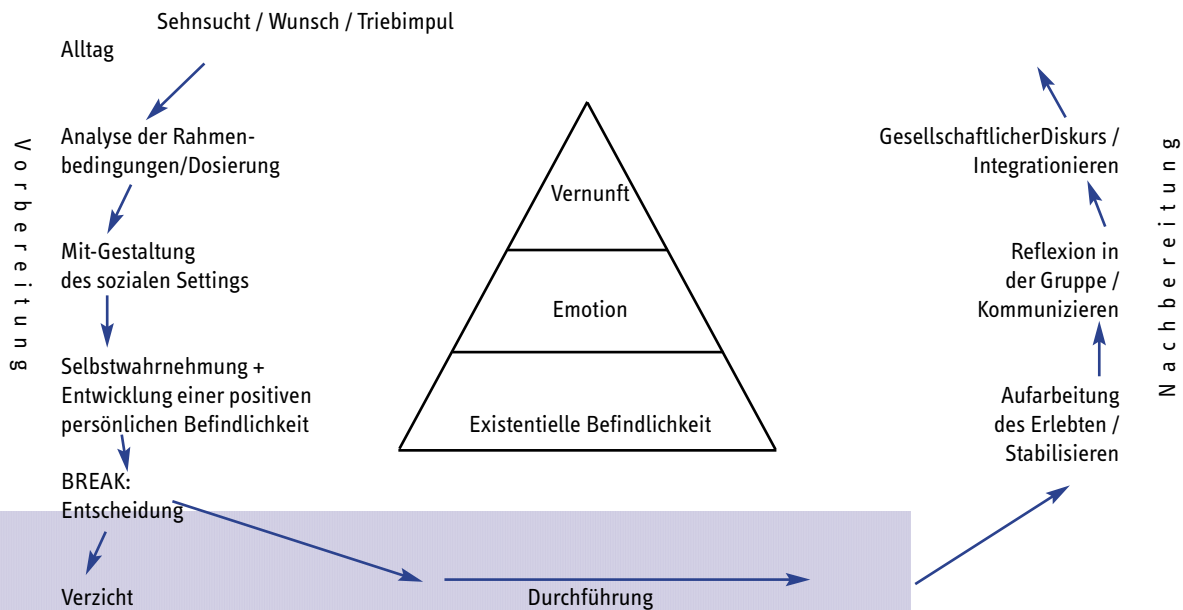 Sehnsucht / Wunsch / Triebimpul
Alltag
Analyse der Rahmen-
bedingungen/Dosierung
Mit-Gestaltung
des sozialen Settings
Selbstwahrnehmung +
Entwicklung einer positiven
persönlichen Befindlichkeit
BREAK:
Entscheidung
Verzicht
Vorbereitung
Vernunft
Emotion
Existentielle Befindlichkeit
Durchführung
GesellschaftlicherDiskurs /
Integrationieren
Reflexion in
der Gruppe /
Kommunizieren
Aufarbeitung
des Erlebten /
Stabilisieren
Nachbereitung